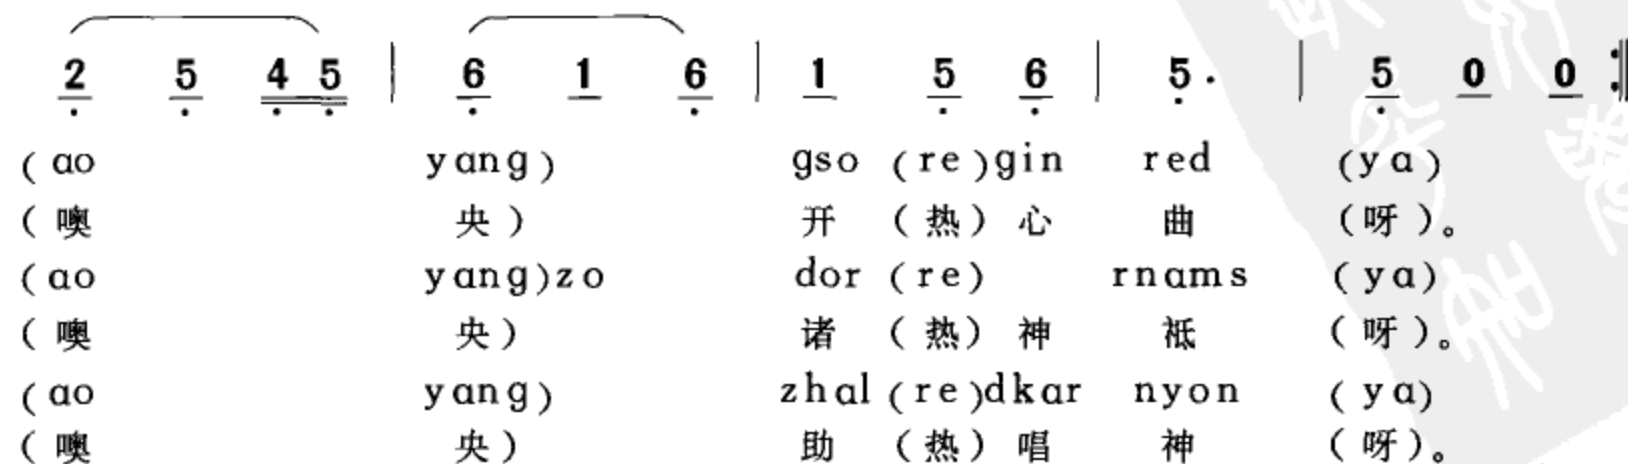 2 5 4 5 | 6 1 6 | 1 5 6 | 5. | 5 0 0 :||
(ao yang) gso (re)gin red (ya)
(噢 央) 开 (热) 心 曲 (呀)。
(ao yang)zo dor (re) rnams (ya)
(噢 央) 诸 (热) 神 祗 (呀)。
(ao yang) zhal (re)dkar nyon (ya)
(噢 央) 助 (热) 唱 神 (呀)。